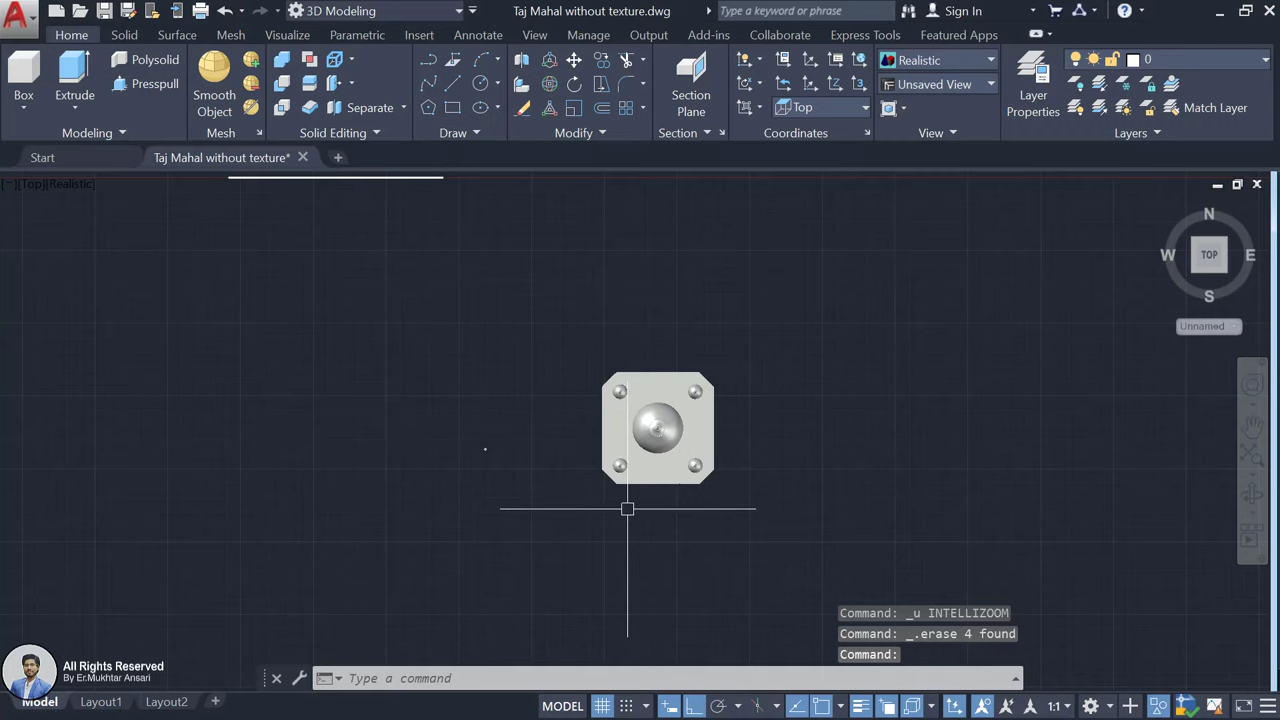 A
3D Modeling
Taj Mahal without texture.dwg
Type a keyword or phrase
Sign In
Home
Solid
Surface
Mesh
Visualize
Parametric
Insert
Annotate
View
Manage
Output
Add-ins
Collaborate
Express Tools
Featured Apps
Polysolid
Presspull
Box
Extrude
Smooth
Object
Separate
Section
Plane
Top
Realistic
Unsaved View
Layer
Properties
0
Match Layer
Modeling
Mesh
Solid Editing
Draw
Modify
Section
Coordinates
View
Layers
Start
Taj Mahal without texture*
[−][Top][Realistic]
N
W
TOP
E
S
Unnamed
Command: _u INTELLIZOOM
Command: _.erase 4 found
Command:
All Rights Reserved
By Er.Mukhtar Ansari
Type a command
Model
Layout1
Layout2
MODEL
1:1